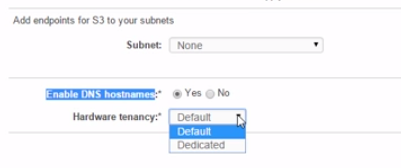 Add endpoints for S3 to your subnets
Subnet: None
Enable DNS hostnames:* Yes No
Hardware tenancy:* Default
Default
Dedicated